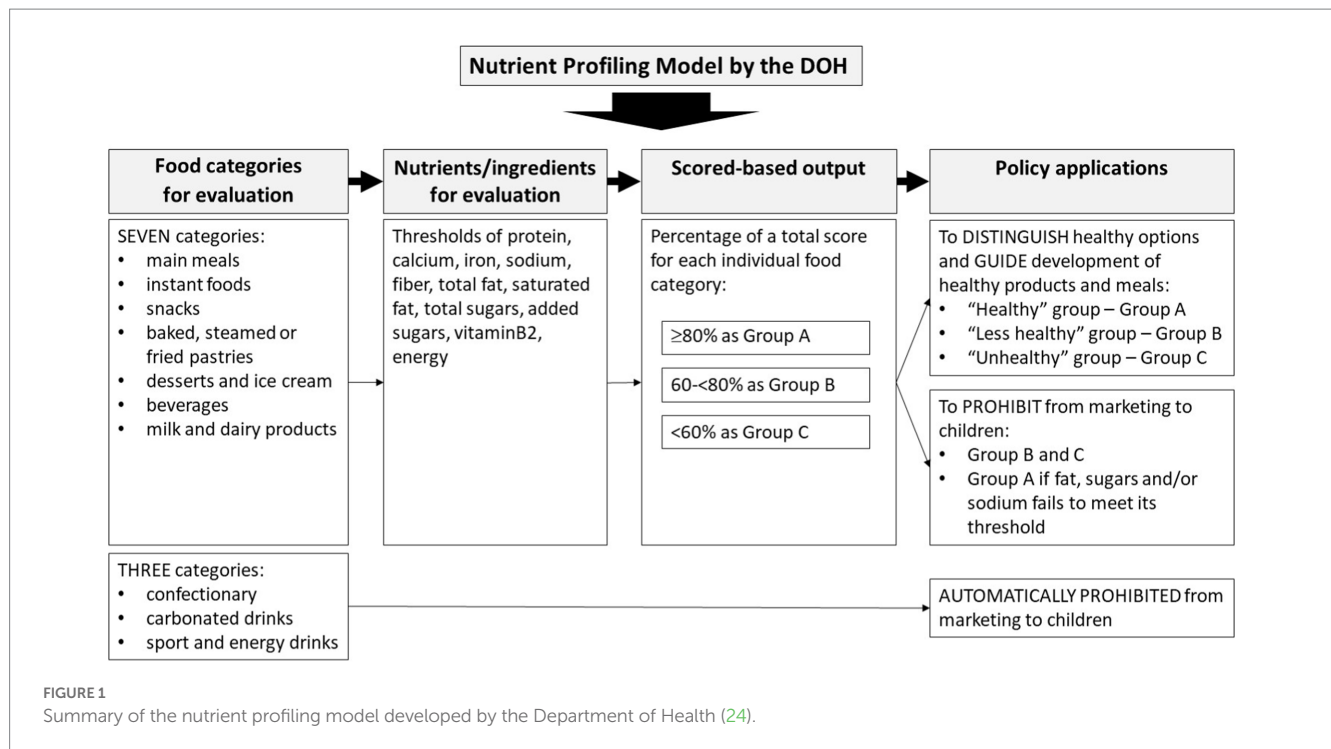 Nutrient Profiling Model by the DOH
Food categories
for evaluation
Nutrients/ingredients
for evaluation
Scored-based output
Policy applications
SEVEN categories:
• main meals
• instant foods
• snacks
• baked, steamed or
fried pastries
• desserts and ice cream
• beverages
• milk and dairy products
Thresholds of protein,
calcium, iron, sodium,
fiber, total fat, saturated
fat, total sugars, added
sugars, vitaminB2,
energy
Percentage of a total score
for each individual food
category:
≥80% as Group A
60-<80% as Group B
<60% as Group C
To DISTINGUISH healthy options
and GUIDE development of
healthy products and meals:
• “Healthy” group – Group A
• “Less healthy” group – Group B
• “Unhealthy” group – Group C
To PROHIBIT from marketing to
children:
• Group B and C
• Group A if fat, sugars and/or
sodium fails to meet its
threshold
THREE categories:
• confectionary
• carbonated drinks
• sport and energy drinks
AUTOMATICALLY PROHIBITED from
marketing to children
FIGURE 1
Summary of the nutrient profiling model developed by the Department of Health (24).